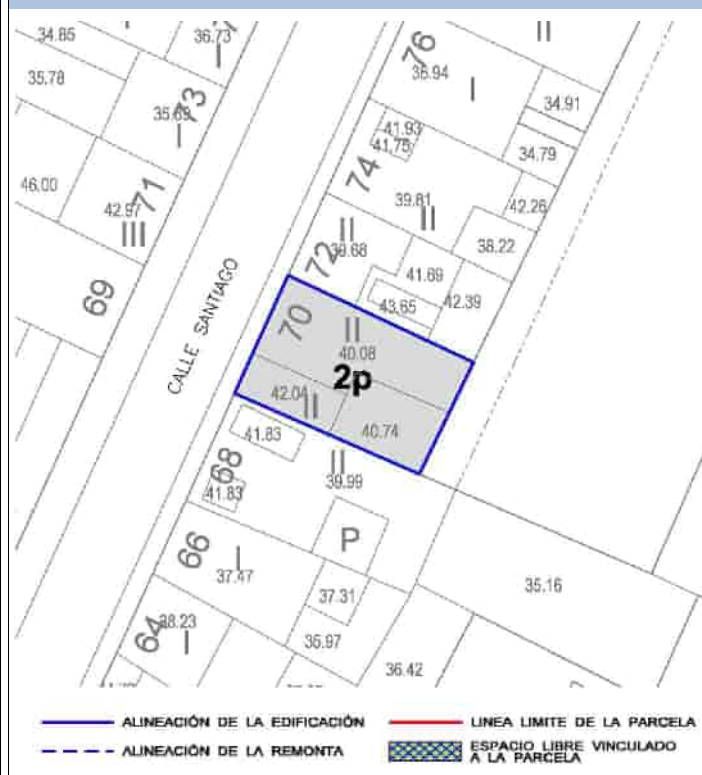 34.85
36.73
I
35.78
35.69
73
I
46.00
42.97
71
III
69
CALLE SANTIAGO
76
36.94
I
II
34.91
34.79
41.93
41.75
74
39.81
II
42.26
38.22
72
II
39.68
41.69
43.65
42.39
70
II
40.08
2p
42.04
II
40.74
41.83
68
41.83
II
39.99
P
66
I
37.47
37.31
35.97
35.16
64
38.23
I
36.42
ALINEACIÓN DE LA EDIFICACIÓN
LINEA LIMITE DE LA PARCELA
ALINEACIÓN DE LA REMONTA
ESPACIO LIBRE VINCULADO
A LA PARCELA